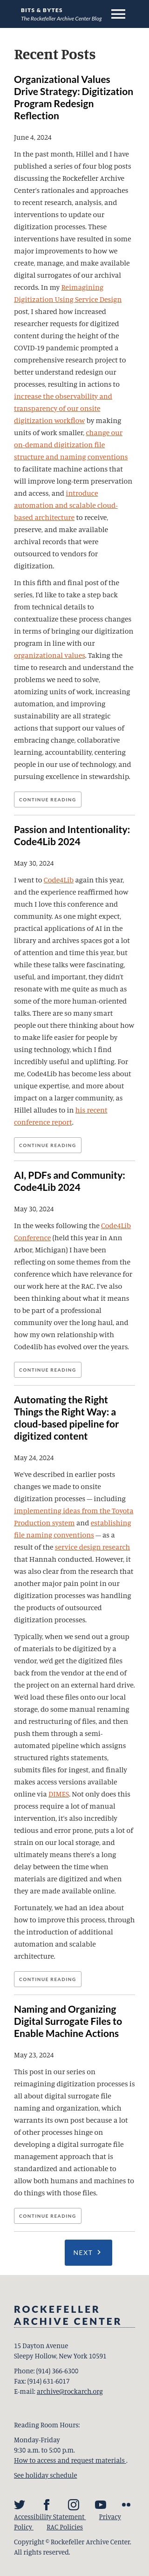 BITS & BYTES
The Rockefeller Archive Center Blog
Recent Posts
Organizational Values
Drive Strategy: Digitization
Program Redesign
Reflection
June 4, 2024
In the past month, Hillel and I have
published a series of four blog posts
discussing the Rockefeller Archive
Center's rationales and approaches
to recent research, analysis, and
interventions made to update our
digitization processes. These
interventions have resulted in some
major improvements to how we
create, manage, and make available
digital surrogates of our archival
records. In my Reimagining
Digitization Using Service Design
post, I shared how increased
researcher requests for digitized
content during the height of the
COVID-19 pandemic prompted a
comprehensive research project to
better understand and redesign our
processes, resulting in actions to
increase the observability and
transparency of our onsite
digitization workflow by making
units of work smaller, change our
on-demand digitization file
structure and naming conventions
to facilitate machine actions that
will improve long-term preservation
and access, and introduce
automation and scalable cloud-
based architecture to receive,
preserve, and make available
archival records that were
outsourced to vendors for
digitization.
In this fifth and final post of the
series, I'd like to take a step back
from technical details to
contextualize these process changes
in terms of bringing our digitization
program in line with our
organizational values. Taking the
time to research and understand the
problems we need to solve,
atomizing units of work, increasing
automation, and improving
sustainability are all strategic
actions that support our values of
embracing change, collaborative
learning, accountability, centering
people in our use of technology, and
pursuing excellence in stewardship.
CONTINUE READING
Passion and Intentionality:
Code4Lib 2024
May 30, 2024
I went to Code4Lib again this year,
and the experience reaffirmed how
much I love this conference and
community. As someone curious
about practical applications of AI in
the library and archives sector, it got
a lot of attention and time this year,
but while these talks were fascinating,
useful, and important, they didn't
resonate with me quite as much as
some of the more human-oriented
talks. There are so many smart
people out there thinking about how
to make life better for people by
using technology, which I find
incredibly useful and uplifting. For
me, Code4Lib has become less about
unique expertise, and more about
impact on a larger community, as
Hillel alludes to in his recent
conference report.
CONTINUE READING
AI, PDFs and Community:
Code4Lib 2024
May 30, 2024
In the weeks following the Code4Lib
Conference (held this year in Ann
Arbor, Michigan) I have been
reflecting on some themes from the
conference which have relevance for
our work here at the RAC. I've also
been thinking about what it means
to be part of a professional
community over the long haul, and
how my own relationship with
Code4lib has evolved over the years.
CONTINUE READING
Automating the Right
Things the Right Way: a
cloud-based pipeline for
digitized content
May 24, 2024
We've described in earlier posts
changes we made to onsite
digitization processes – including
implementing ideas from the Toyota
Production system and establishing
file naming conventions – as a
result of the service design research
that Hannah conducted. However, it
was also clear from the research that
another major pain point in our
digitization processes was handling
the products of outsourced
digitization processes.
Typically, when we send out a group
of materials to be digitized by a
vendor, we'd get the digitized files
back from the vendor at the end of
the project on an external hard drive.
We'd transfer those files to our local
storage, do some manual renaming
and restructuring of files, and then
push them through a semi-
automated process by which we
assigned structured rights statements,
submits files for ingest, and finally
makes access versions available
online via DIMES. Not only does this
process require a lot of manual
intervention, it's also incredibly
tedious and error prone, puts a lot of
strain on our local storage, and
ultimately means there's a long
delay between when original
materials are digitized and when
they are made available online.
Fortunately, we had an idea about
how to improve this process, through
the introduction of additional
automation and scalable
architecture.
CONTINUE READING
Naming and Organizing
Digital Surrogate Files to
Enable Machine Actions
May 23, 2024
This post in our series on
reimagining digitization processes is
all about digital surrogate file
naming and organization, which
warrants its own post because a lot
of other processes hinge on
developing a digital surrogate file
management approach that is
standardized and actionable to
allow both humans and machines to
do things with those files.
CONTINUE READING
NEXT >
ROCKEFELLER
ARCHIVE CENTER
15 Dayton Avenue
Sleepy Hollow, New York 10591
Phone: (914) 366-6300
Fax: (914) 631-6017
E-mail: archive@rockarch.org
Reading Room Hours:
Monday-Friday
9:30 a.m. to 5:00 p.m.
How to access and request materials.
See holiday schedule
Accessibility Statement Privacy
Policy RAC Policies
Copyright © Rockefeller Archive Center.
All rights reserved.